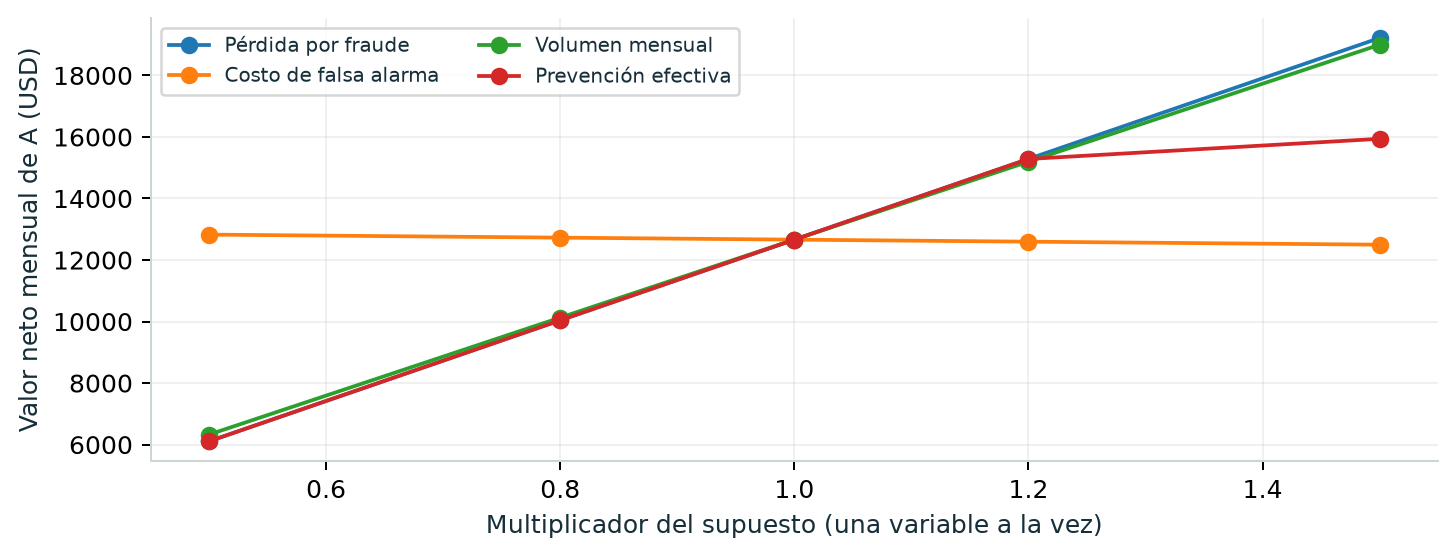 Pérdida por fraude
Costo de falsa alarma
Volumen mensual
Prevención efectiva
Valor neto mensual de A (USD)
18000
16000
14000
12000
10000
8000
6000
0.6
0.8
1.0
1.2
1.4
Multiplicador del supuesto (una variable a la vez)